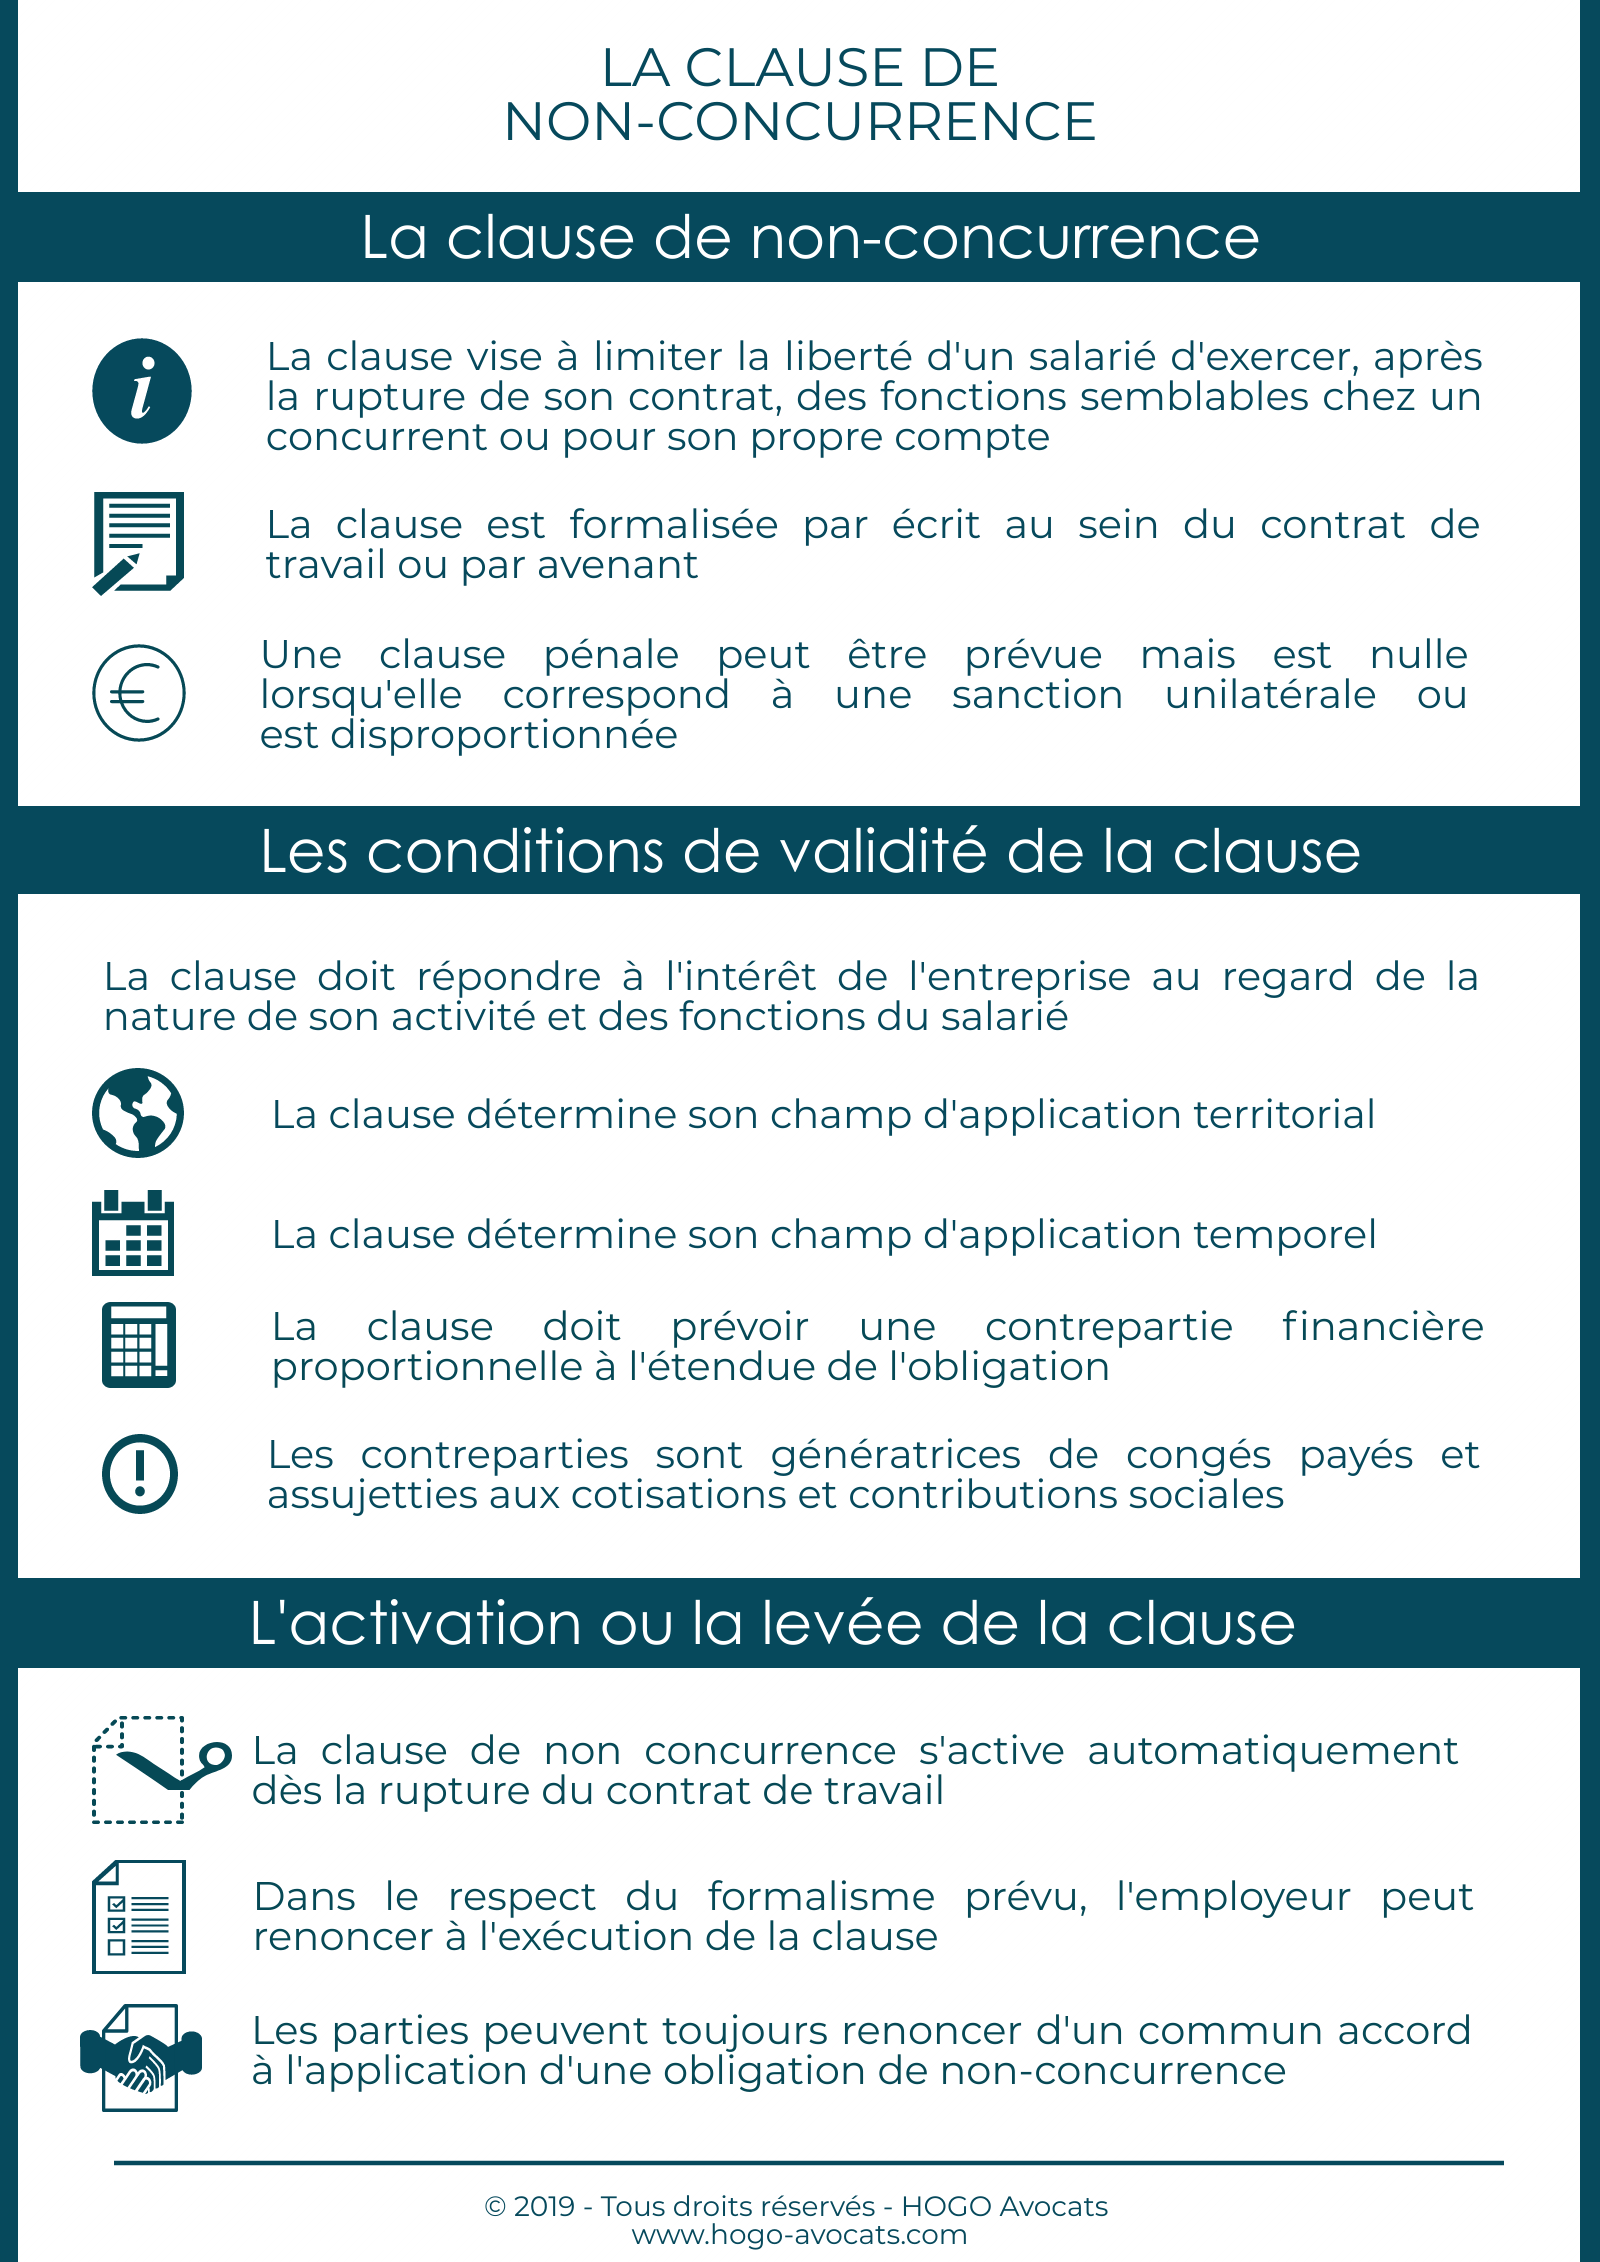 LA CLAUSE DE
NON-CONCURRENCE
La clause de non-concurrence
La clause vise à limiter la liberté d'un salarié d'exercer, après
la rupture de son contrat, des fonctions semblables chez un
concurrent ou pour son propre compte
La clause est formalisée par écrit au sein du contrat de
travail ou par avenant
Une clause pénale peut être prévue mais est nulle
lorsqu'elle correspond à une sanction unilatérale ou
est disproportionnée
Les conditions de validité de la clause
La clause doit répondre à l'intérêt de l'entreprise au regard de la
nature de son activité et des fonctions du salarié
La clause détermine son champ d'application territorial
La clause détermine son champ d'application temporel
La clause doit prévoir une contrepartie financière
proportionnelle à l'étendue de l'obligation
Les contreparties sont génératrices de congés payés et
assujetties aux cotisations et contributions sociales
L'activation ou la levée de la clause
La clause de non concurrence s'active automatiquement
dès la rupture du contrat de travail
Dans le respect du formalisme prévu, l'employeur peut
renoncer à l'exécution de la clause
Les parties peuvent toujours renoncer d'un commun accord
à l'application d'une obligation de non-concurrence
© 2019 - Tous droits réservés - HOGO Avocats
www.hogo-avocats.com